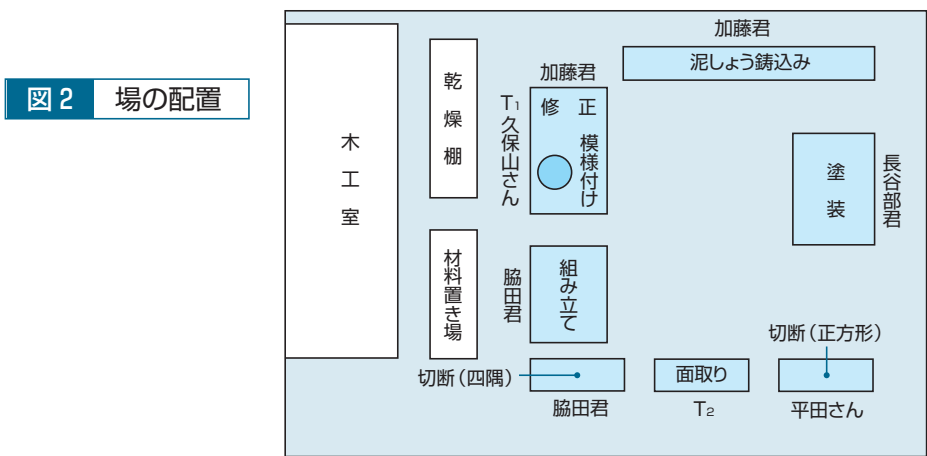 図2 場の配置
加藤君
泥しょう鋳込み
加藤君
修正
模様付け
T1久保山さん
乾燥棚
木工室
塗装
長谷部君
材料置き場
脇田君
組み立て
切断(正方形)
切断(四隅)
面取り
脇田君
T2
平田さん